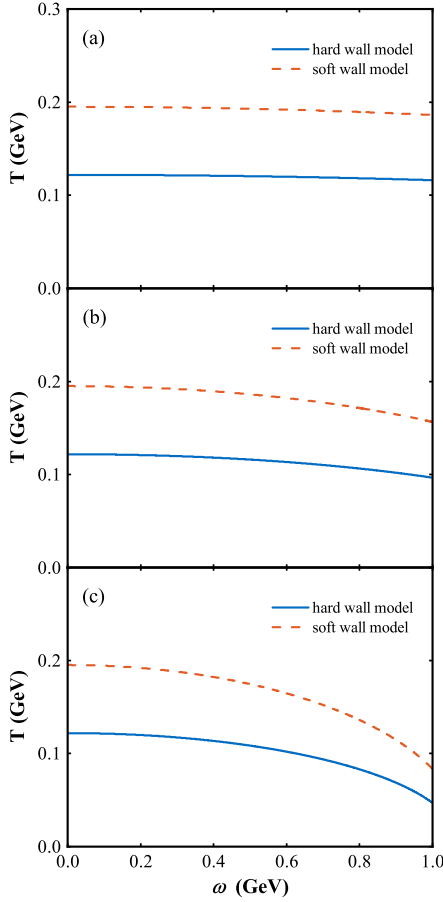 0.3
(a)
hard wall model
soft wall model
0.2
T (GeV)
0.1
0.0
(b)
hard wall model
soft wall model
0.2
T (GeV)
0.1
0.0
(c)
hard wall model
soft wall model
0.2
T (GeV)
0.1
0.0
0.0 0.2 0.4 0.6 0.8 1.0
ω (GeV)